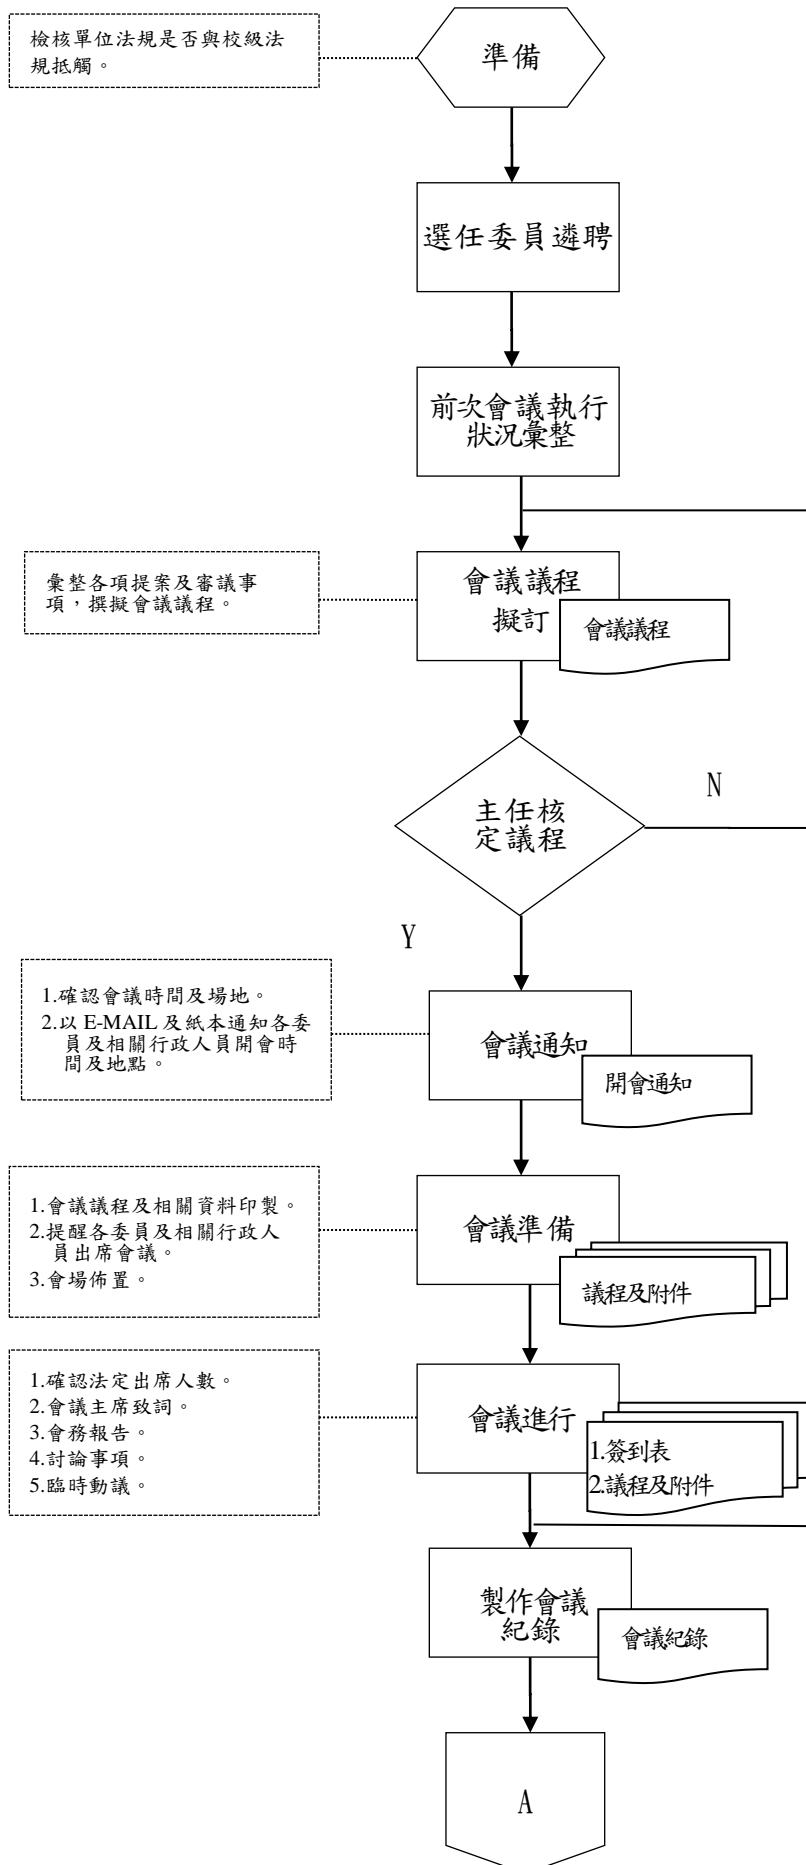 檢核單位法規是否與校級法
規抵觸。
準備
選任委員遴聘
前次會議執行
狀況彙整
彙整各項提案及審議事
項，撰擬會議議程。
會議議程
擬訂
會議議程
主任核
定議程
N
Y
1.確認會議時間及場地。
2.以 E-MAIL 及紙本通知各委
員及相關行政人員開會時
間及地點。
會議通知
開會通知
1.會議議程及相關資料印製。
2.提醒各委員及相關行政人
員出席會議。
3.會場佈置。
會議準備
議程及附件
1.確認法定出席人數。
2.會議主席致詞。
3.會務報告。
4.討論事項。
5.臨時動議。
會議進行
1.簽到表
2.議程及附件
製作會議
紀錄
會議紀錄
A